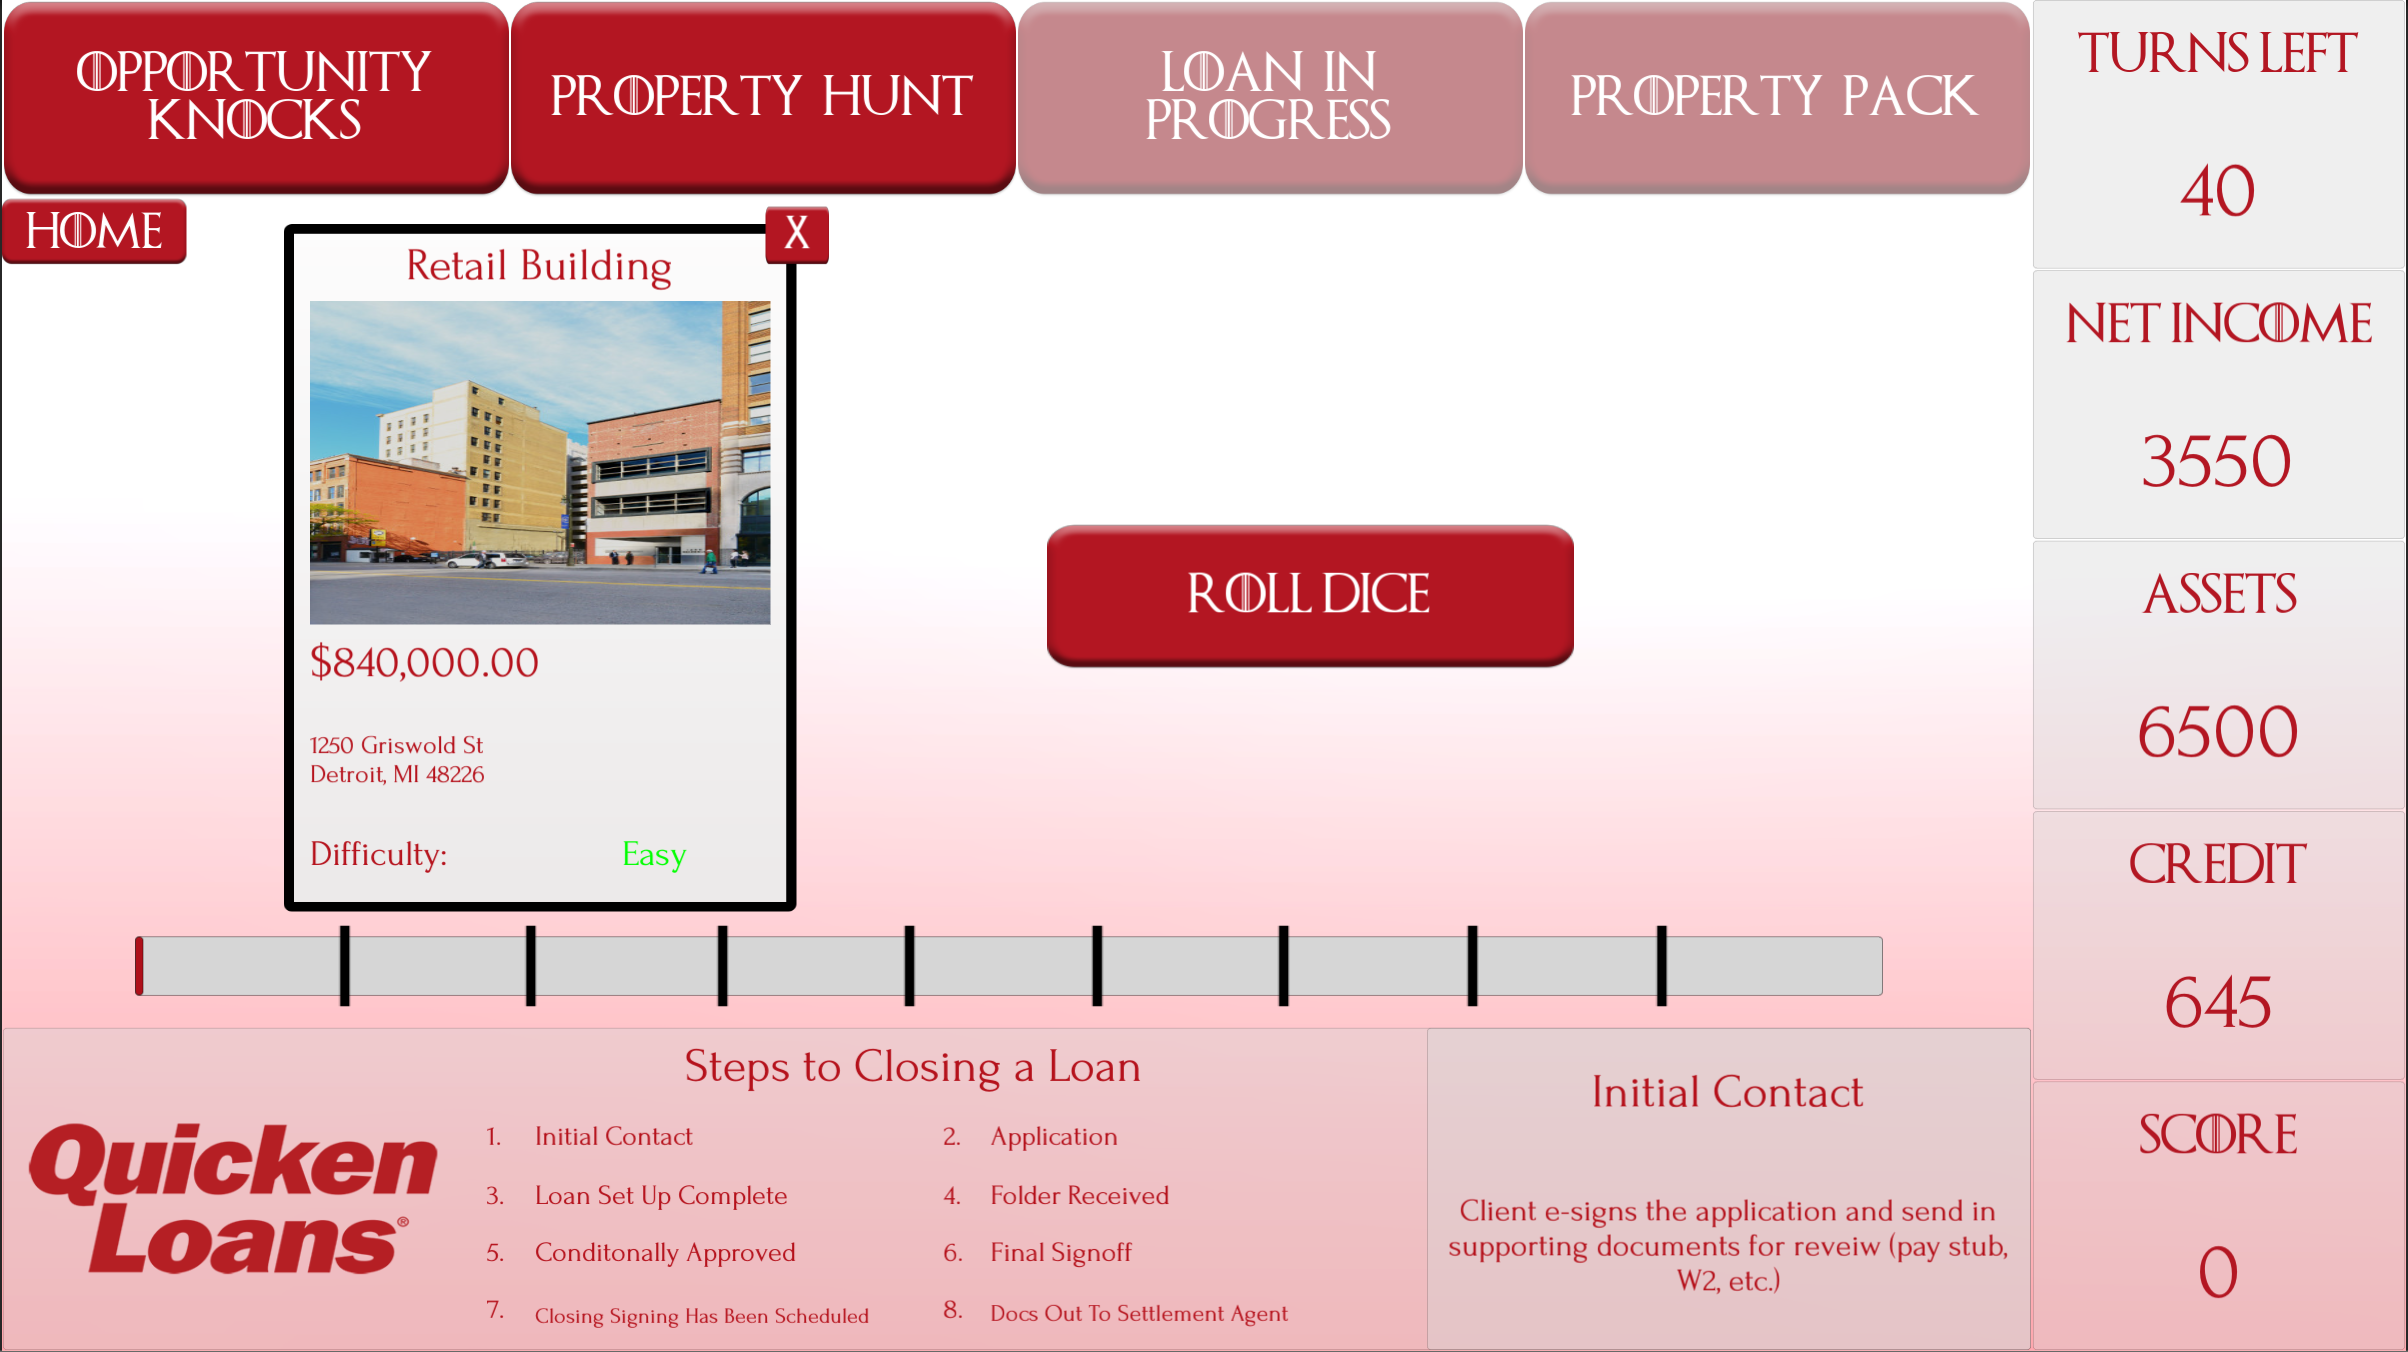 OPPORTUNITY
KNOCKS
PROPERTY HUNT
LOAN IN
PROGRESS
PROPERTY PACK
TURNS LEFT
40
HOME
X
Retail Building
$840,000.00
1250 Griswold St
Detroit, MI 48226
Difficulty: Easy
ROLL DICE
NET INCOME
3550
ASSETS
6500
CREDIT
645
SCORE
0
Quicken
Loans®
Steps to Closing a Loan
1. Initial Contact
2. Application
3. Loan Set Up Complete
4. Folder Received
5. Conditonally Approved
6. Final Signoff
7. Closing Signing Has Been Scheduled
8. Docs Out To Settlement Agent
Initial Contact
Client e-signs the application and send in
supporting documents for reveiw (pay stub,
W2, etc.)